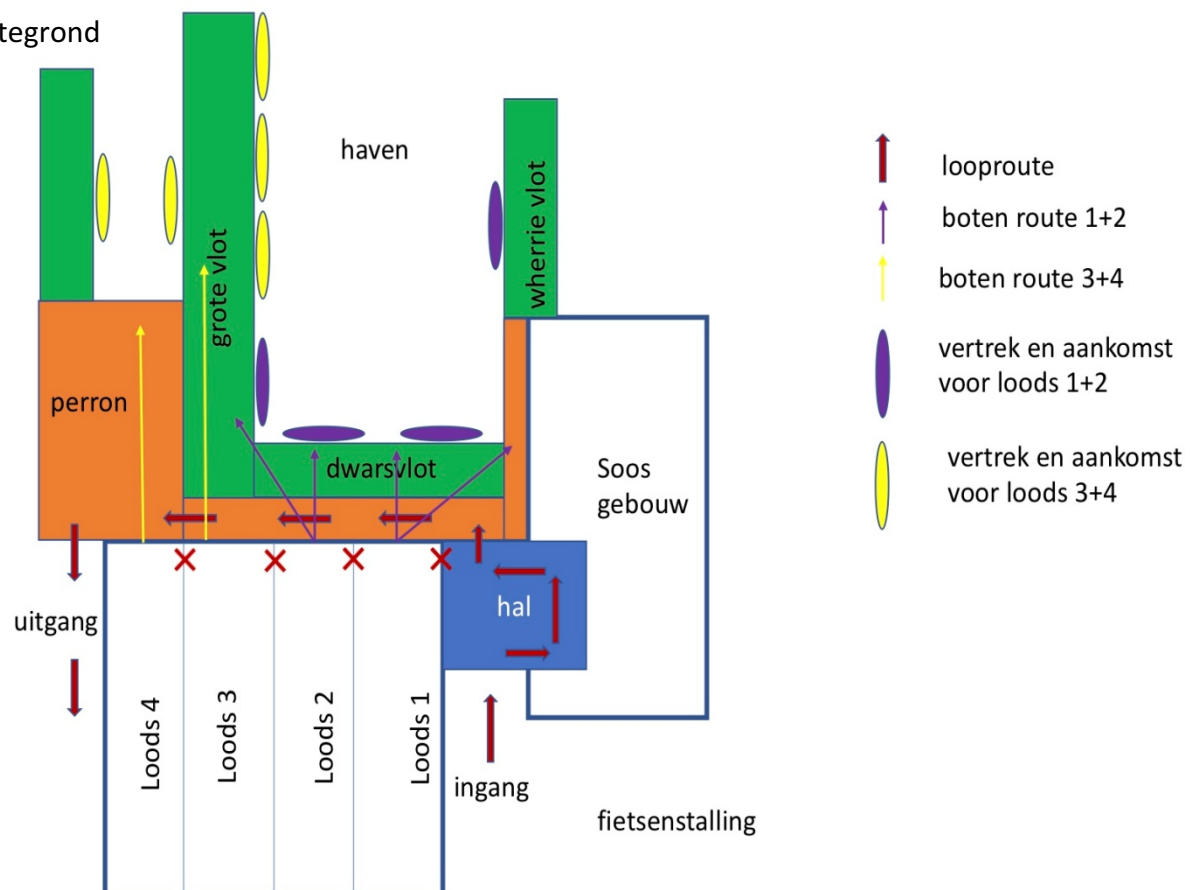 tegrond
haven
grote vlot
wherrie vlot
perron
dwarsvlot
Soos
gebouw
hal
uitgang
Loods 4
Loods 3
Loods 2
Loods 1
ingang
fietsenstalling
looproute
boten route 1+2
boten route 3+4
vertrek en aankomst
voor loods 1+2
vertrek en aankomst
voor loods 3+4